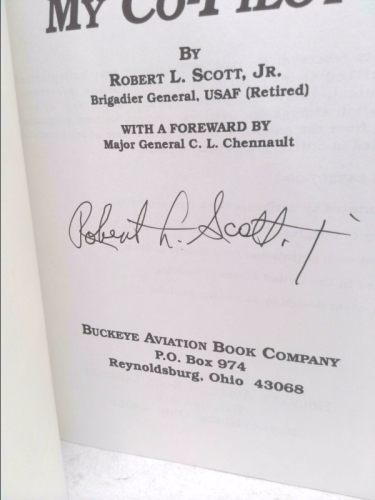 MY CO-PILOT
BY
ROBERT L. SCOTT, JR.
Brigadier General, USAF (Retired)
WITH A FOREWORD BY
Major General C. L. Chennault
Robert L. Scott, Jr
BUCKEYE AVIATION BOOK COMPANY
P.O. BOX 974
Reynoldsburg, Ohio 43068